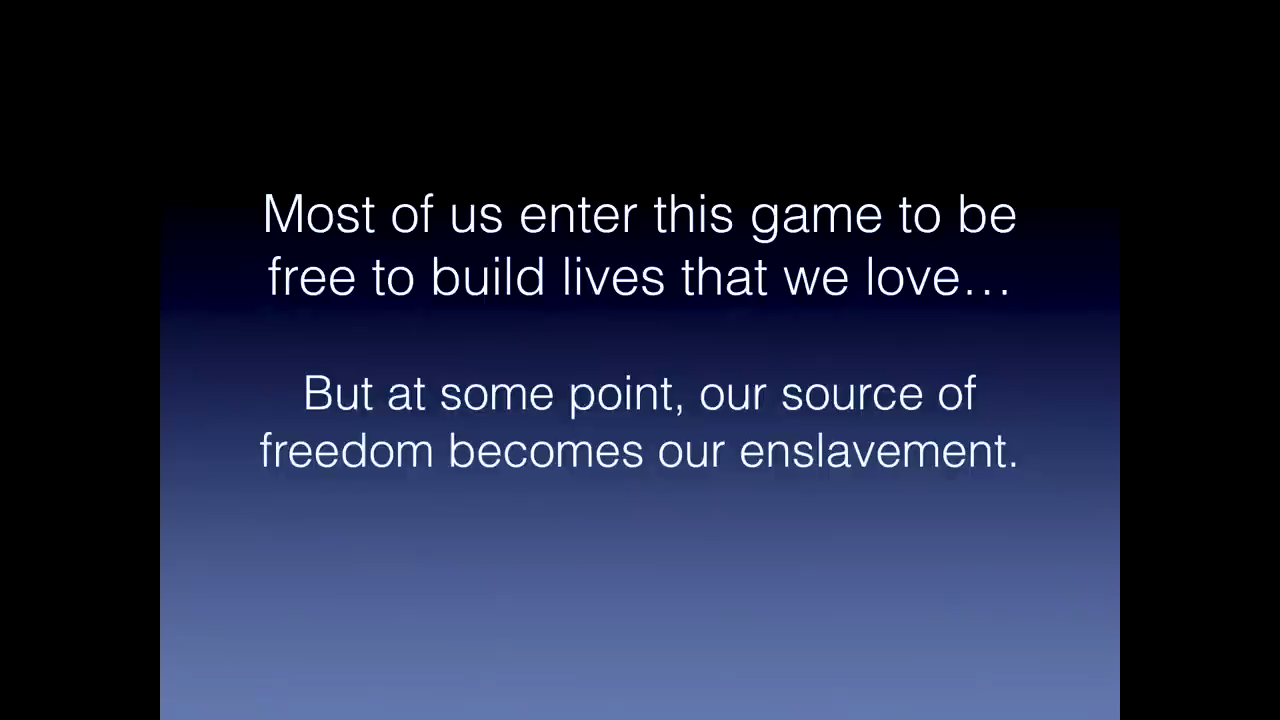 Most of us enter this game to be
free to build lives that we love…
But at some point, our source of
freedom becomes our enslavement.